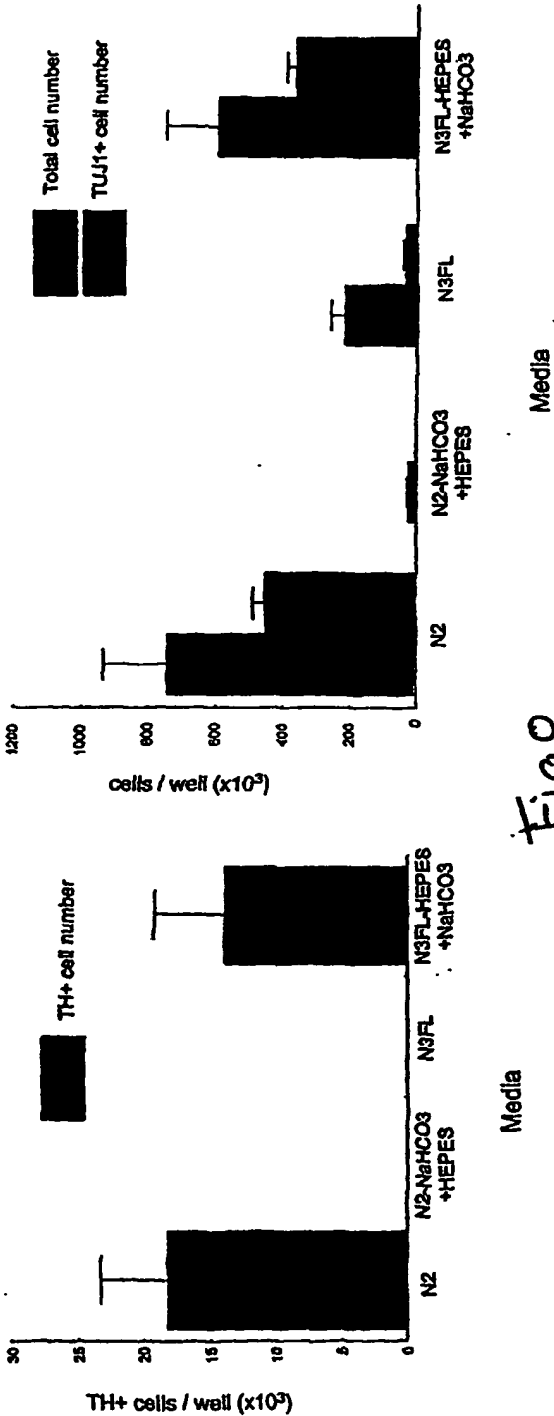 TH+ cells / well (x10³)
30
25
20
15
10
5
0
TH+ cell number
N2
N2-NaHCO3
+HEPES
N3FL
N3FL-HEPES
+NaHCO3
Media
cells / well (x10³)
1200
1000
800
600
400
200
0
Total cell number
TUJ1+ cell number
N2
N2-NaHCO3
+HEPES
N3FL
N3FL-HEPES
+NaHCO3
Media